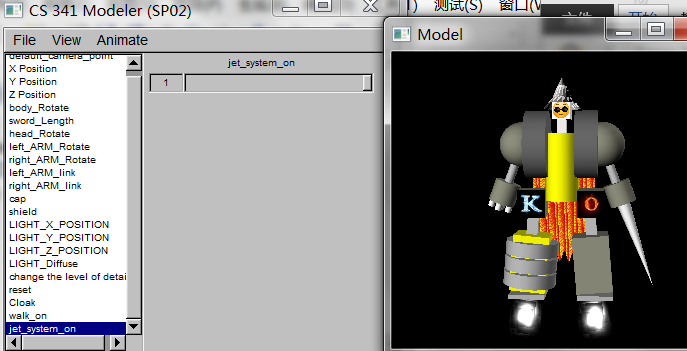 CS 341 Modeler (SP02)
测试(S)
File View Animate
Model
default_camera_point
X Position
Y Position
Z Position
body_Rotate
sword_Length
head_Rotate
left_ARM_Rotate
right_ARM_Rotate
left_ARM_link
right_ARM_link
cap
shield
LIGHT_X_POSITION
LIGHT_Y_POSITION
LIGHT_Z_POSITION
LIGHT_Diffuse
change the level of detai
reset
Cloak
walk_on
jet_system_on
jet_system_on
1
K O